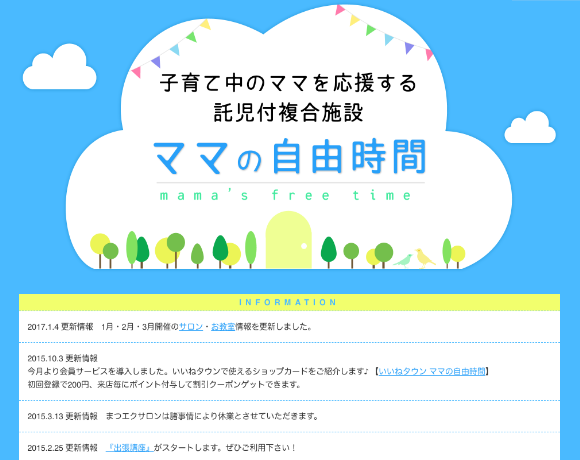 子育て中のママを応援する
託児付複合施設
ママの自由時間
mama's free time
INFORMATION
2017.1.4 更新情報　1月・2月・3月開催のサロン・お教室情報を更新しました。
2015.10.3 更新情報
今月より会員サービスを導入しました。いいねタウンで使えるショップカードをご紹介します♪ 【いいねタウン ママの自由時間】
初回登録で200円、来店毎にポイント付与して割引クーポンゲットできます。
2015.3.13 更新情報　まつエクサロンは諸事情により休業とさせていただきます。
2015.2.25 更新情報　『出張講座』がスタートします。ぜひご利用下さい！